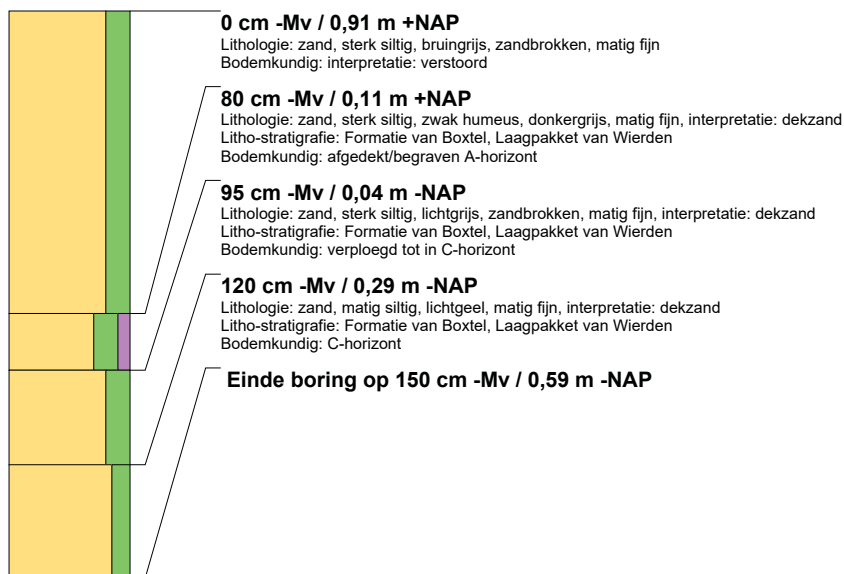 0 cm -Mv / 0,91 m +NAP
Lithologie: zand, sterk siltig, bruingrijs, zandbrokken, matig fijn
Bodemkundig: interpretatie: verstoord
80 cm -Mv / 0,11 m +NAP
Lithologie: zand, sterk siltig, zwak humeus, donkergrijs, matig fijn, interpretatie: dekzand
Litho-stratigrafie: Formatie van Boxtel, Laagpakket van Wierden
Bodemkundig: afgedekt/begraven A-horizont
95 cm -Mv / 0,04 m -NAP
Lithologie: zand, sterk siltig, lichtgrijs, zandbrokken, matig fijn, interpretatie: dekzand
Litho-stratigrafie: Formatie van Boxtel, Laagpakket van Wierden
Bodemkundig: verploegd tot in C-horizont
120 cm -Mv / 0,29 m -NAP
Lithologie: zand, matig siltig, lichtgeel, matig fijn, interpretatie: dekzand
Litho-stratigrafie: Formatie van Boxtel, Laagpakket van Wierden
Bodemkundig: C-horizont
Einde boring op 150 cm -Mv / 0,59 m -NAP